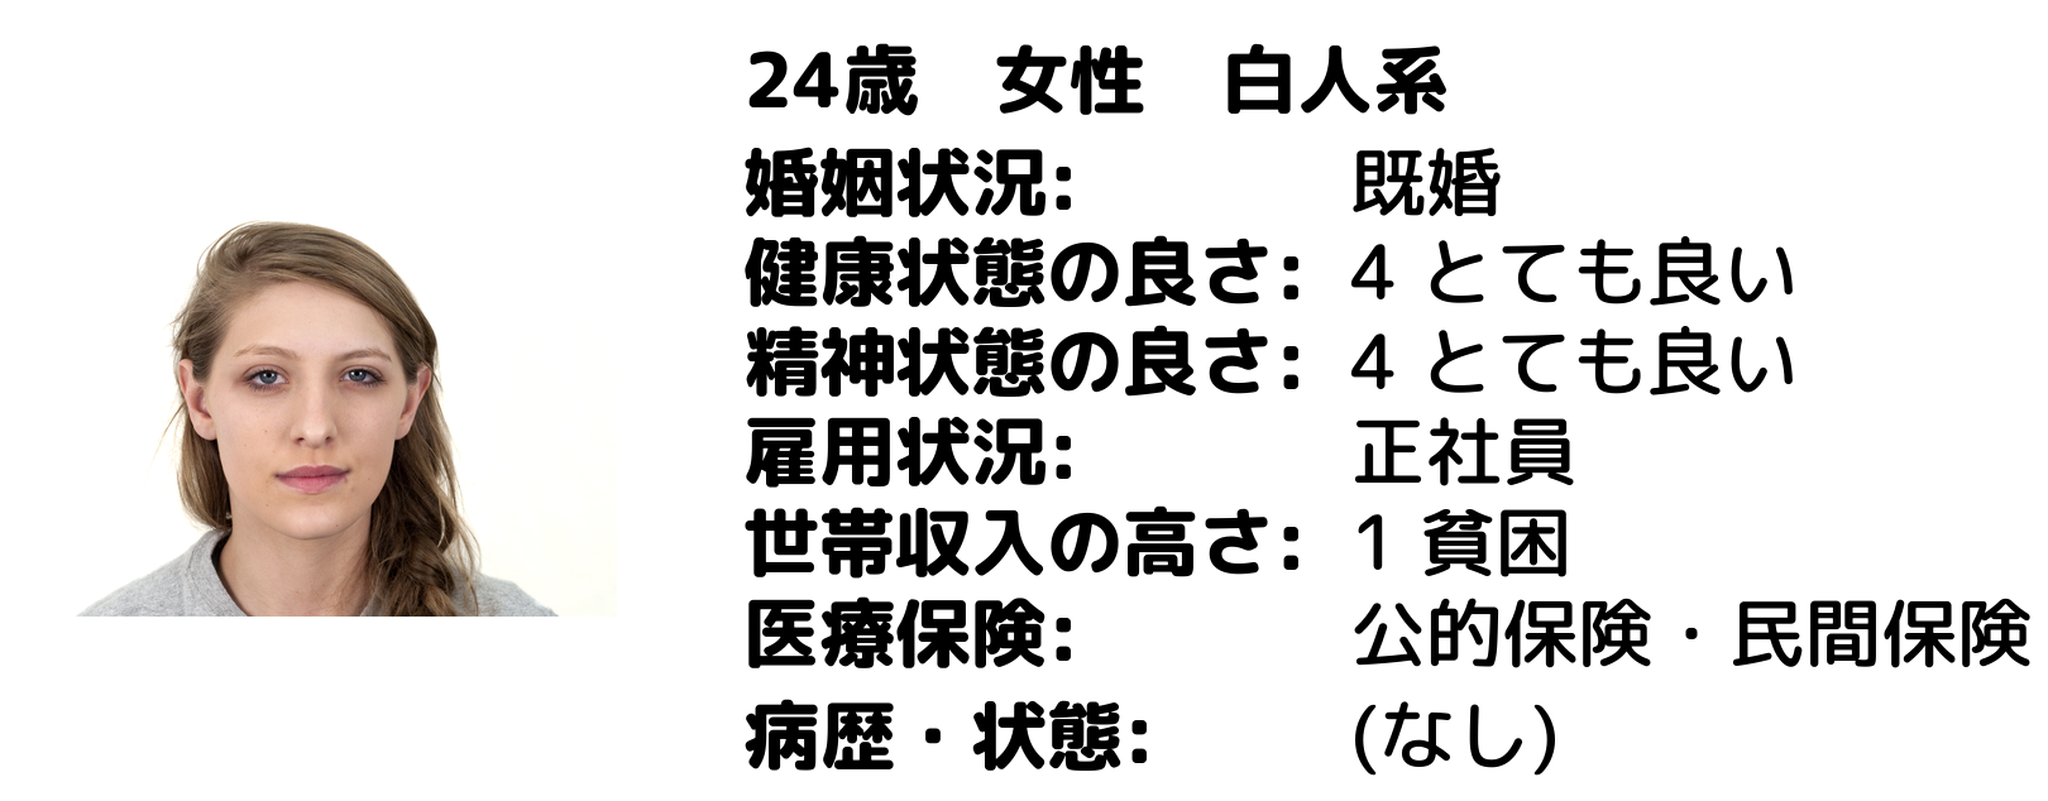 24歳　女性　白人系
婚姻状況: 既婚
健康状態の良さ: 4 とても良い
精神状態の良さ: 4 とても良い
雇用状況: 正社員
世帯収入の高さ: 1 貧困
医療保険: 公的保険・民間保険
病歴・状態: (なし)